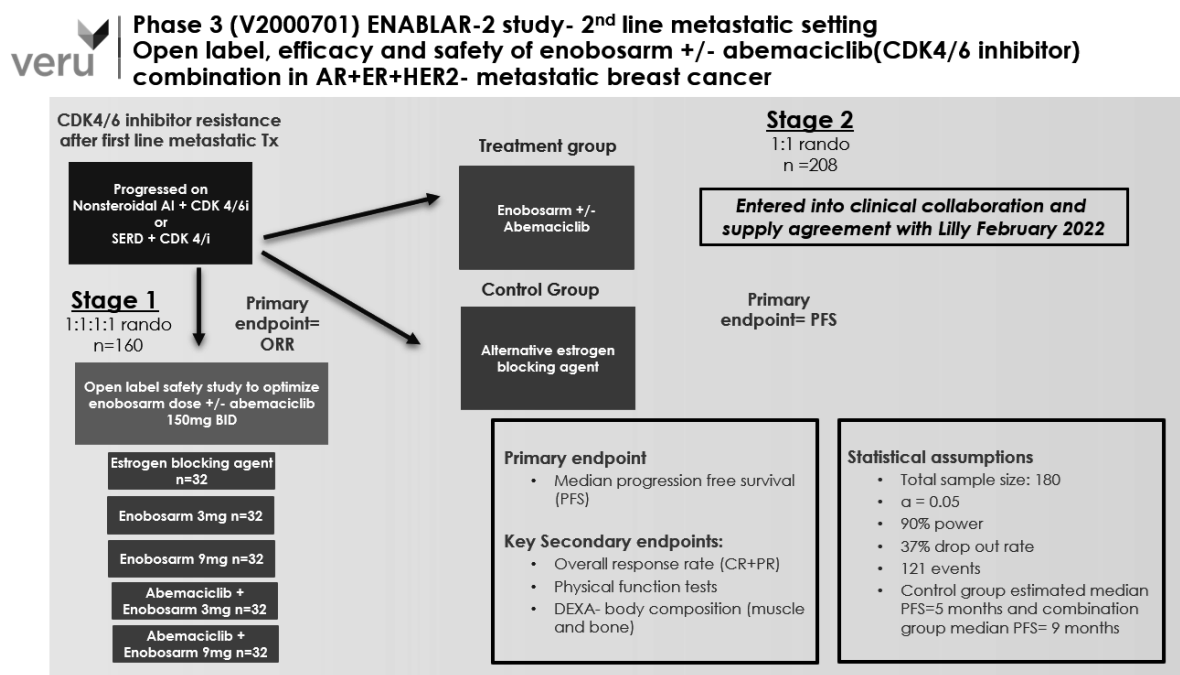 veru
Phase 3 (V2000701) ENABLAR-2 study- 2nd line metastatic setting
Open label, efficacy and safety of enobosarm +/- abemaciclib(CDK4/6 inhibitor)
combination in AR+ER+HER2- metastatic breast cancer
CDK4/6 inhibitor resistance
after first line metastatic Tx
Progressed on
Nonsteroidal AI + CDK 4/6i
or
SERD + CDK 4/i
Stage 1
1:1:1:1 rando
n=160
Primary
endpoint=
ORR
Open label safety study to optimize
enobosarm dose +/- abemaciclib
150mg BID
Estrogen blocking agent
n=32
Enobosarm 3mg n=32
Enobosarm 9mg n=32
Abemaciclib +
Enobosarm 3mg n=32
Abemaciclib +
Enobosarm 9mg n=32
Treatment group
Enobosarm +/-
Abemaciclib
Control Group
Alternative estrogen
blocking agent
Stage 2
1:1 rando
n =208
Entered into clinical collaboration and
supply agreement with Lilly February 2022
Primary
endpoint= PFS
Primary endpoint
• Median progression free survival
(PFS)
Key Secondary endpoints:
• Overall response rate (CR+PR)
• Physical function tests
• DEXA- body composition (muscle
and bone)
Statistical assumptions
• Total sample size: 180
• α = 0.05
• 90% power
• 37% drop out rate
• 121 events
• Control group estimated median
PFS=5 months and combination
group median PFS= 9 months